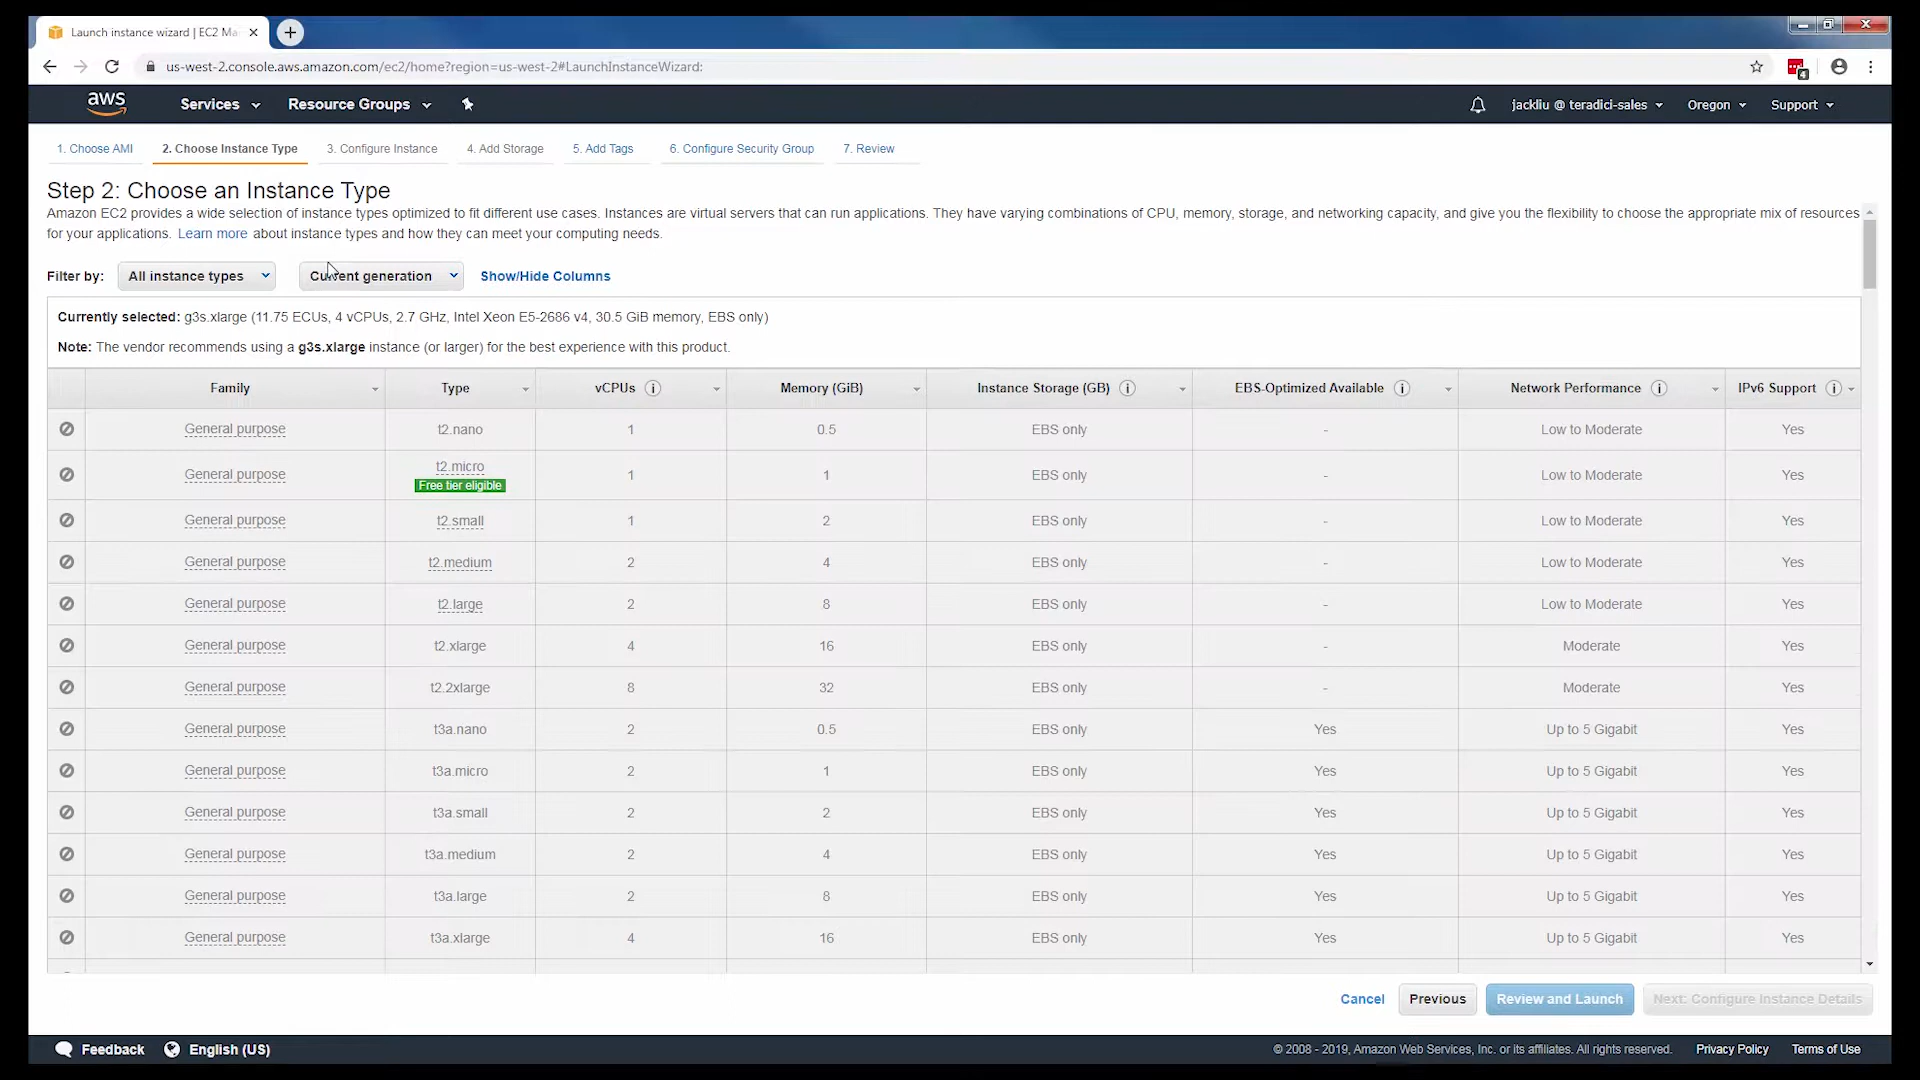 Launch instance wizard | EC2 Ma
us-west-2.console.aws.amazon.com/ec2/home?region=us-west-2#LaunchInstanceWizard:
4
aws Services Resource Groups jackliu @ teradici-sales Oregon Support
1. Choose AMI 2. Choose Instance Type 3. Configure Instance 4. Add Storage 5. Add Tags 6. Configure Security Group 7. Review
Step 2: Choose an Instance Type
Amazon EC2 provides a wide selection of instance types optimized to fit different use cases. Instances are virtual servers that can run applications. They have varying combinations of CPU, memory, storage, and networking capacity, and give you the flexibility to choose the appropriate mix of resources
for your applications. Learn more about instance types and how they can meet your computing needs.
Filter by: All instance types Current generation Show/Hide Columns
Currently selected: g3s.xlarge (11.75 ECUs, 4 vCPUs, 2.7 GHz, Intel Xeon E5-2686 v4, 30.5 GiB memory, EBS only)
Note: The vendor recommends using a g3s.xlarge instance (or larger) for the best experience with this product.
Family Type vCPUs i Memory (GiB) Instance Storage (GB) i EBS-Optimized Available i Network Performance i IPv6 Support i
General purpose t2.nano 1 0.5 EBS only - Low to Moderate Yes
General purpose t2.micro 1 1 EBS only - Low to Moderate Yes
Free tier eligible
General purpose t2.small 1 2 EBS only - Low to Moderate Yes
General purpose t2.medium 2 4 EBS only - Low to Moderate Yes
General purpose t2.large 2 8 EBS only - Low to Moderate Yes
General purpose t2.xlarge 4 16 EBS only - Moderate Yes
General purpose t2.2xlarge 8 32 EBS only - Moderate Yes
General purpose t3a.nano 2 0.5 EBS only Yes Up to 5 Gigabit Yes
General purpose t3a.micro 2 1 EBS only Yes Up to 5 Gigabit Yes
General purpose t3a.small 2 2 EBS only Yes Up to 5 Gigabit Yes
General purpose t3a.medium 2 4 EBS only Yes Up to 5 Gigabit Yes
General purpose t3a.large 2 8 EBS only Yes Up to 5 Gigabit Yes
General purpose t3a.xlarge 4 16 EBS only Yes Up to 5 Gigabit Yes
Cancel Previous Review and Launch Next: Configure Instance Details
Feedback English (US) © 2008 - 2019, Amazon Web Services, Inc. or its affiliates. All rights reserved. Privacy Policy Terms of Use